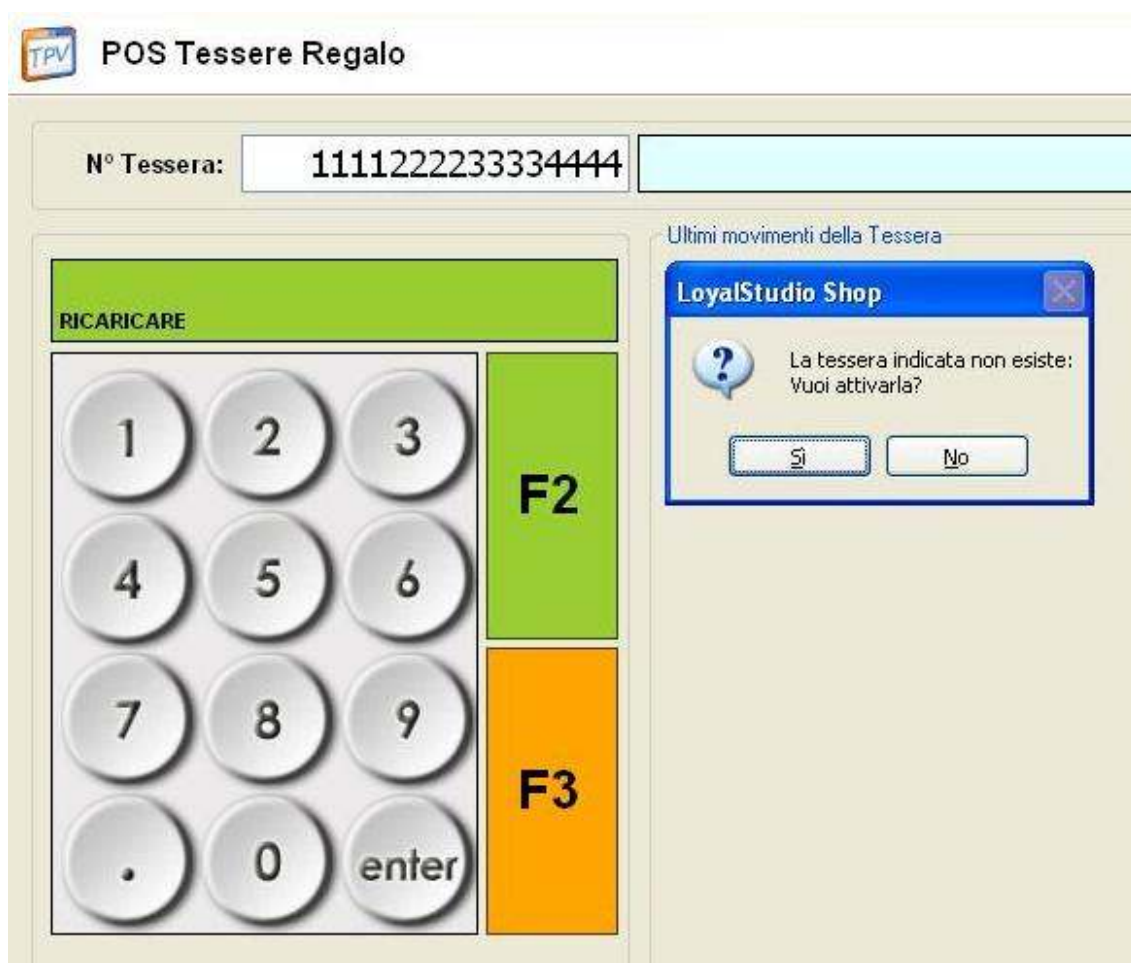 TPV POS Tessere Regalo
Nº Tessera: 1111222233334444
Ultimi movimenti della Tessera
LoyalStudio Shop
La tessera indicata non esiste:
Vuoi attivarla?
Sì No
RICARICARE
1 2 3
F2
4 5 6
7 8 9
F3
. 0 enter